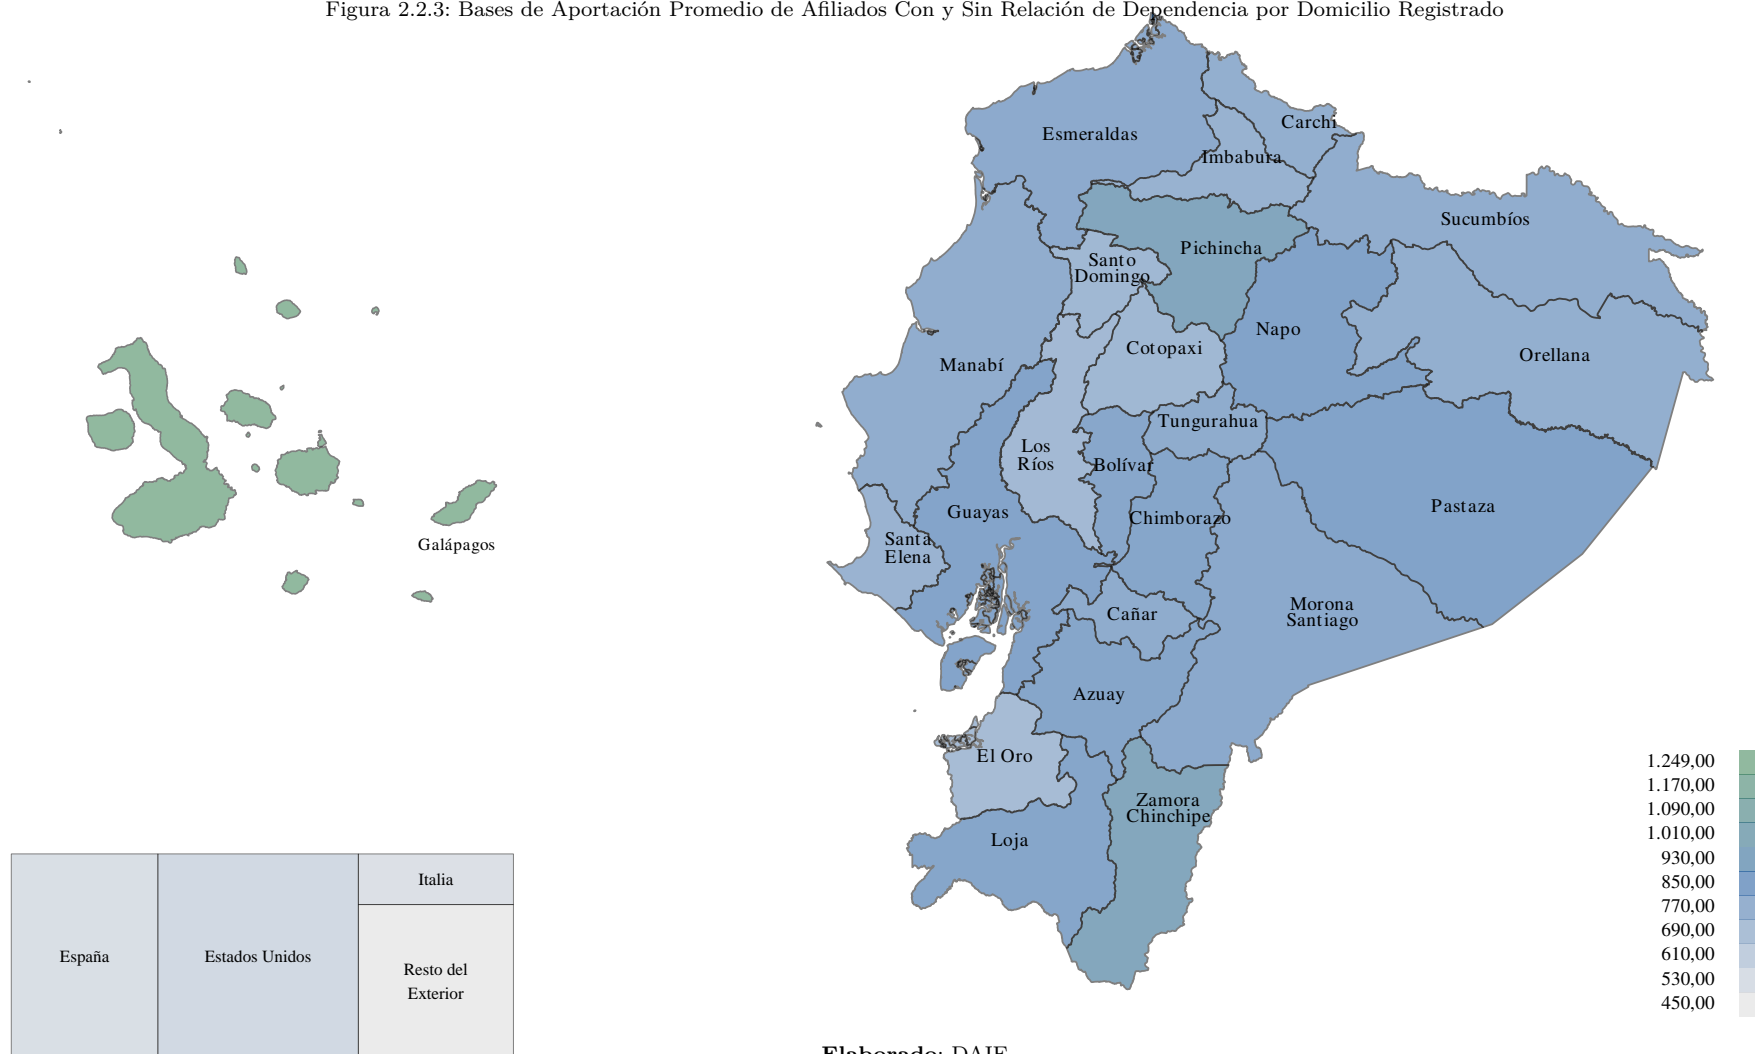 Figura 2.2.3: Bases de Aportación Promedio de Afiliados Con y Sin Relación de Dependencia por Domicilio Registrado
Esmeraldas
Carchi
Imbabura
Sucumbíos
Pichincha
Santo
Domingo
Napo
Cotopaxi
Orellana
Manabí
Tungurahua
Los
Ríos
Bolívar
Pastaza
Guayas
Chimborazo
Santa
Elena
Galápagos
Morona
Santiago
Cañar
Azuay
El Oro
Zamora
Chinchipe
Loja
1.249,00
1.170,00
1.090,00
1.010,00
930,00
850,00
770,00
690,00
610,00
530,00
450,00
Italia
España
Estados Unidos
Resto del
Exterior